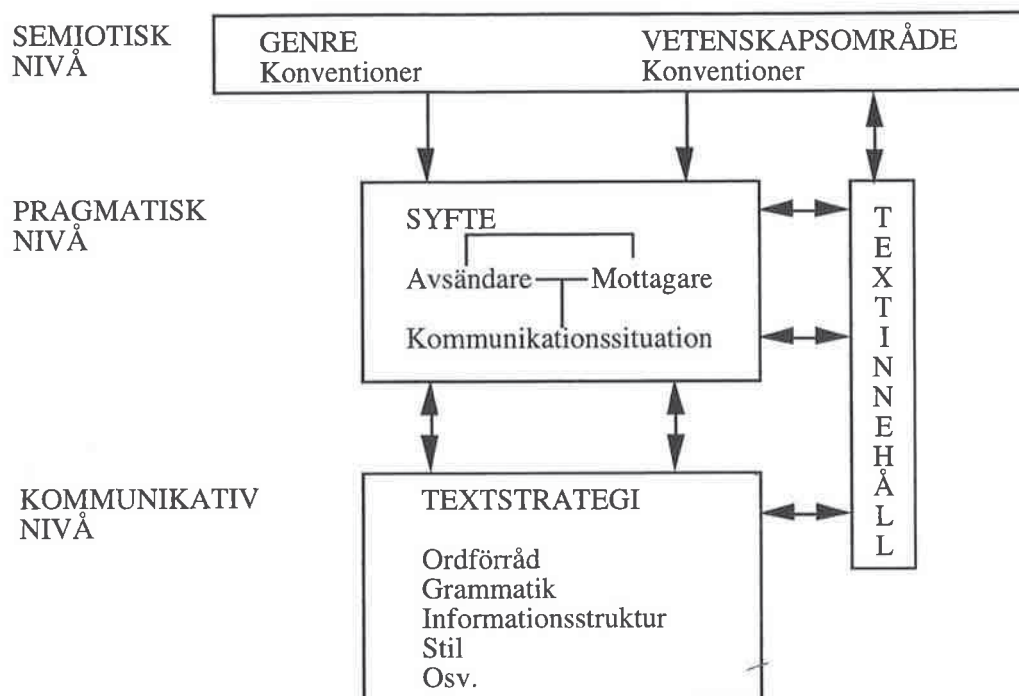 SEMIOTISK
NIVÅ
GENRE
Konventioner
VETENSKAPSOMRÅDE
Konventioner
PRAGMATISK
NIVÅ
SYFTE
Avsändare
Mottagare
Kommunikationssituation
TEXTINNEHÅLL
KOMMUNIKATIV
NIVÅ
TEXTSTRATEGI
Ordförråd
Grammatik
Informationsstruktur
Stil
Osv.